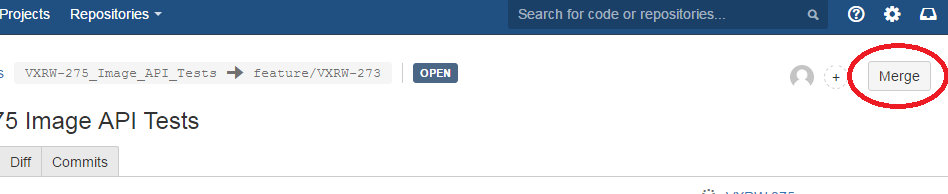 Projects Repositories Search for code or repositories...
s VXRW-275_Image_API_Tests feature/VXRW-273 OPEN + Merge
75 Image API Tests
Diff Commits